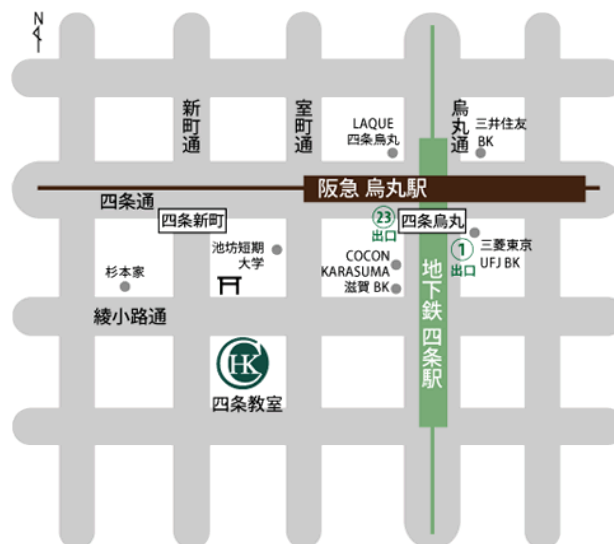 N
新町通
室町通
烏丸通
LAQUE
四条烏丸
三井住友
BK
阪急 烏丸駅
四条通
四条新町
23
出口
四条烏丸
1
出口
三菱東京
UFJ BK
池坊短期
大学
COCON
KARASUMA
滋賀 BK
杉本家
地下鉄 四条駅
綾小路通
CHK
四条教室